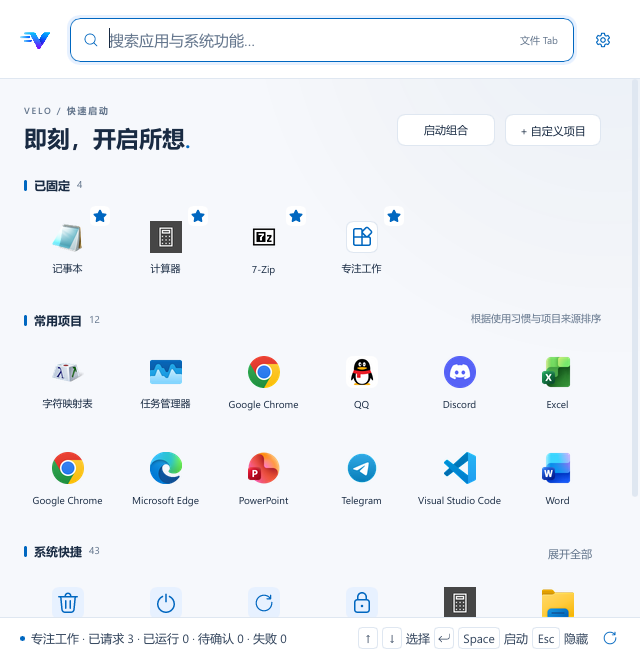 搜索应用与系统功能...
文件 Tab
VELO / 快速启动
即刻，开启所想.
启动组合
+ 自定义项目
已固定 4
记事本
计算器
7z
7-Zip
专注工作
常用项目 12
根据使用习惯与项目来源排序
字符映射表
任务管理器
Google Chrome
QQ
Discord
Excel
Google Chrome
Microsoft Edge
PowerPoint
Telegram
Visual Studio Code
Word
系统快捷 43
展开全部
专注工作 · 已请求 3 · 已运行 0 · 待确认 0 · 失败 0
↑ ↓ 选择 Space 启动 Esc 隐藏